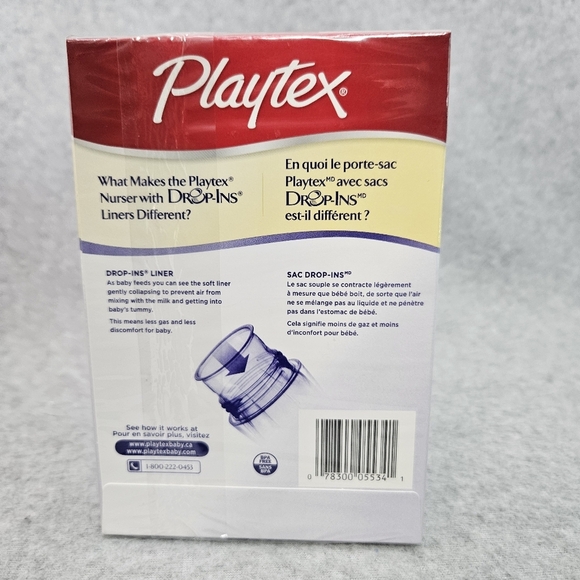 Playtex®
What Makes the Playtex®
Nurser with DROP-INS®
Liners Different?
En quoi le porte-sac
Playtex MD avec sacs
DROP-INS MD
est-il différent ?
DROP-INS® LINER
As baby feeds you can see the soft liner
gently collapsing to prevent air from
mixing with the milk and getting into
baby's tummy.
This means less gas and less
discomfort for baby.
SAC DROP-INS MD
Le sac souple se contracte légèrement
à mesure que bébé boit, de sorte que l'air
ne se mélange pas au liquide et ne pénètre
pas dans l'estomac de bébé.
Cela signifie moins de gaz et moins
d'inconfort pour bébé.
See how it works at
Pour en savoir plus, visitez
www.playtexbaby.ca
www.playtexbaby.com
1-800-222-0453
BPA
FREE
SANS
BPA
0 78300 05534 1